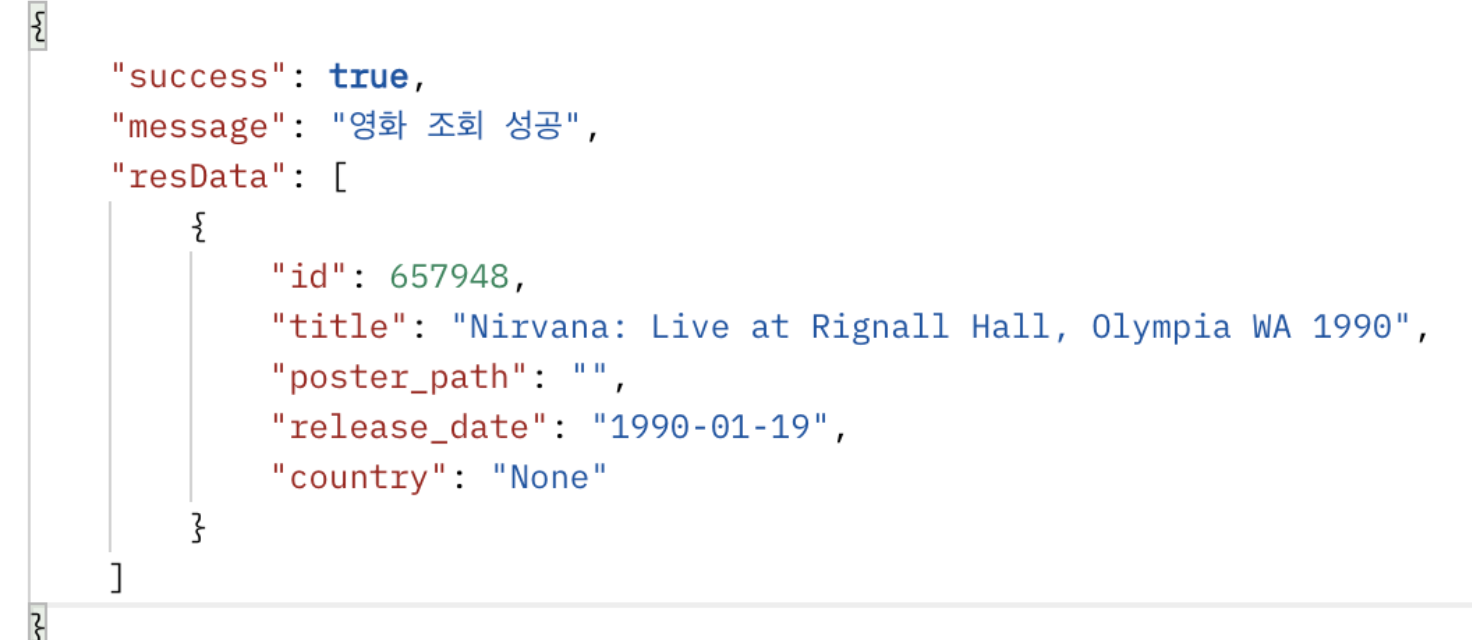 {
"success": true,
"message": "영화 조회 성공",
"resData": [
{
"id": 657948,
"title": "Nirvana: Live at Rignall Hall, Olympia WA 1990",
"poster_path": "",
"release_date": "1990-01-19",
"country": "None"
}
]
}